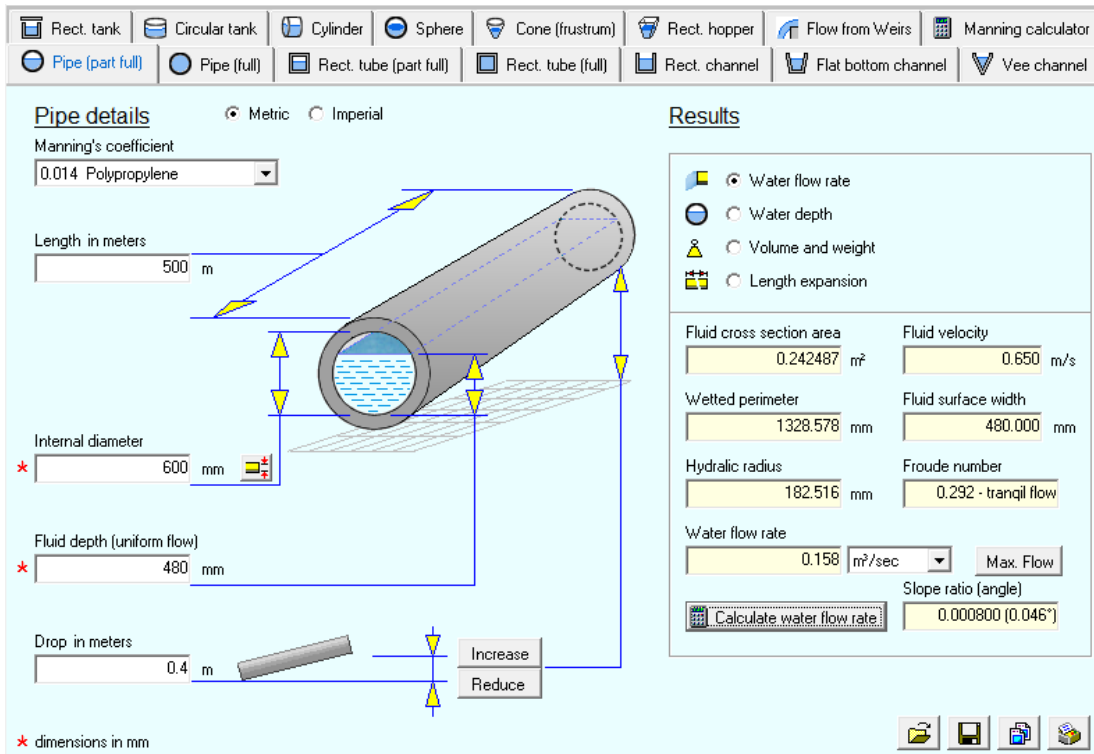 Rect. tank Circular tank Cylinder Sphere Cone (frustrum) Rect. hopper Flow from Weirs Manning calculator
Pipe (part full) Pipe (full) Rect. tube (part full) Rect. tube (full) Rect. channel Flat bottom channel Vee channel
Pipe details Metric Imperial
Manning's coefficient
0.014 Polypropylene
Length in meters
500 m
Internal diameter
* 600 mm
Fluid depth (uniform flow)
* 480 mm
Drop in meters
0.4 m
Increase
Reduce
* dimensions in mm
Results
Water flow rate
Water depth
Volume and weight
Length expansion
Fluid cross section area Fluid velocity
0.242487 m² 0.650 m/s
Wetted perimeter Fluid surface width
1328.578 mm 480.000 mm
Hydralic radius Froude number
182.516 mm 0.292 - tranqil flow
Water flow rate
0.158 m³/sec Max. Flow
Slope ratio (angle)
Calculate water flow rate 0.000800 (0.046°)